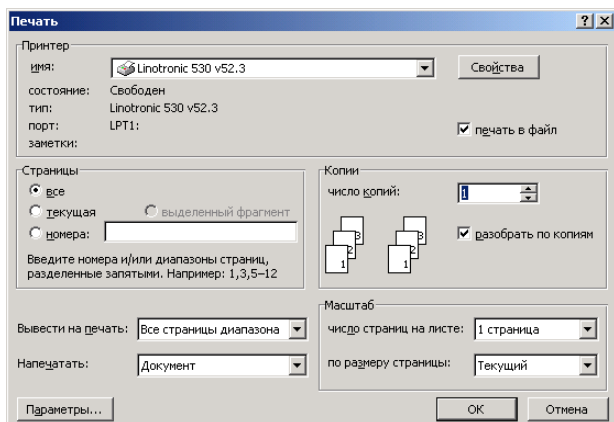 Печать
Принтер
имя: Linotronic 530 v52.3 Свойства
состояние: Свободен
тип: Linotronic 530 v52.3
порт: LPT1: печать в файл
заметки:
Страницы
все
текущая выделенный фрагмент
номера:
Введите номера и/или диапазоны страниц,
разделенные запятыми. Например: 1,3,5–12
Копии
число копий: 1
3 3
2 2
1 1
разобрать по копиям
Вывести на печать: Все страницы диапазона
Напечатать: Документ
Масштаб
число страниц на листе: 1 страница
по размеру страницы: Текущий
Параметры... ОК Отмена